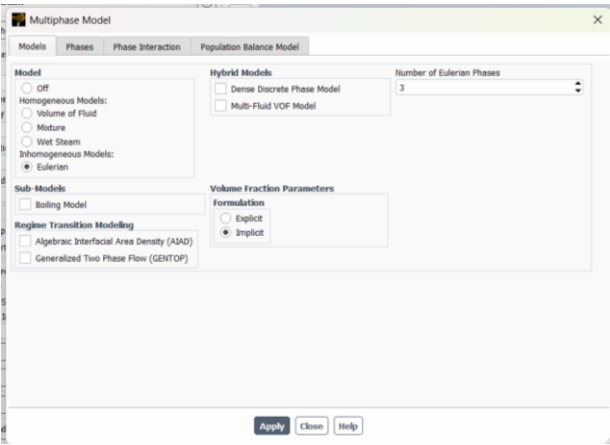 Multiphase Model
Models Phases Phase Interaction Population Balance Model
Model
Off
Homogeneous Models:
Volume of Fluid
Mixture
Wet Steam
Inhomogeneous Models:
Eulerian
Hybrid Models
Dense Discrete Phase Model
Multi-Fluid VOF Model
Number of Eulerian Phases
3
Sub-Models
Boiling Model
Regime Transition Modeling
Algebraic Interfacial Area Density (AIAD)
Generalized Two Phase Flow (GENTOP)
Volume Fraction Parameters
Formulation
Explicit
Implicit
Apply Close Help